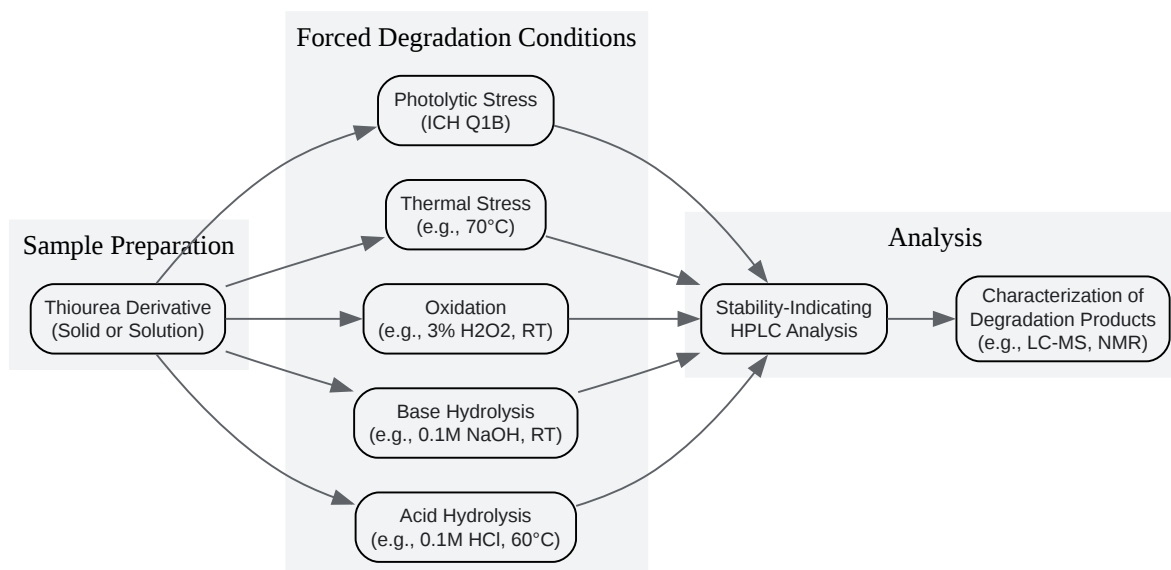 Forced Degradation Conditions
Photolytic Stress
(ICH Q1B)
Thermal Stress
(e.g., 70°C)
Sample Preparation
Analysis
Thiourea Derivative
(Solid or Solution)
Oxidation
(e.g., 3% H2O2, RT)
Stability-Indicating
HPLC Analysis
Characterization of
Degradation Products
(e.g., LC-MS, NMR)
Base Hydrolysis
(e.g., 0.1M NaOH, RT)
Acid Hydrolysis
(e.g., 0.1M HCl, 60°C)